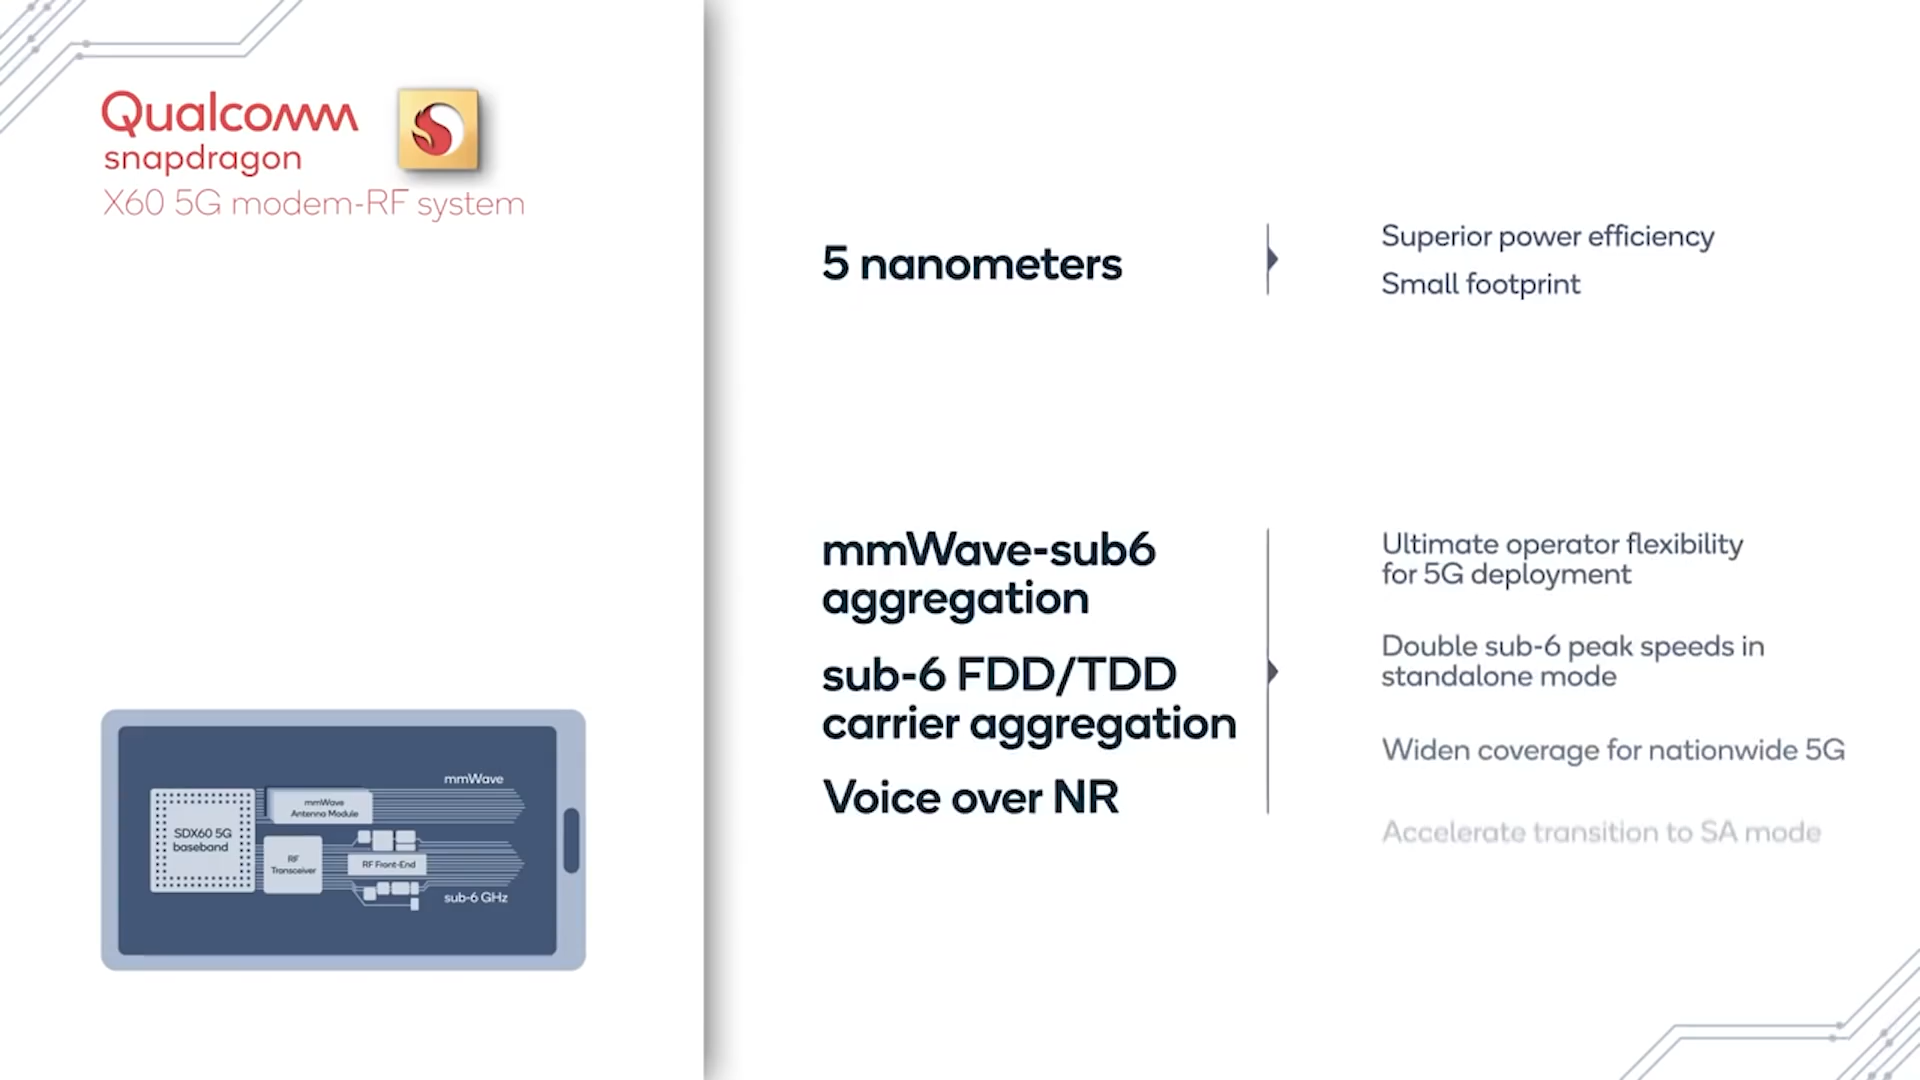 Qualcomm
snapdragon
X60 5G modem-RF system
5 nanometers
Superior power efficiency
Small footprint
mmWave-sub6
aggregation
sub-6 FDD/TDD
carrier aggregation
Voice over NR
Ultimate operator flexibility
for 5G deployment
Double sub-6 peak speeds in
standalone mode
Widen coverage for nationwide 5G
Accelerate transition to SA mode
mmWave
mmWave
Antenna Module
SDX60 5G
baseband
RF
Transceiver
RF Front-End
sub-6 GHz